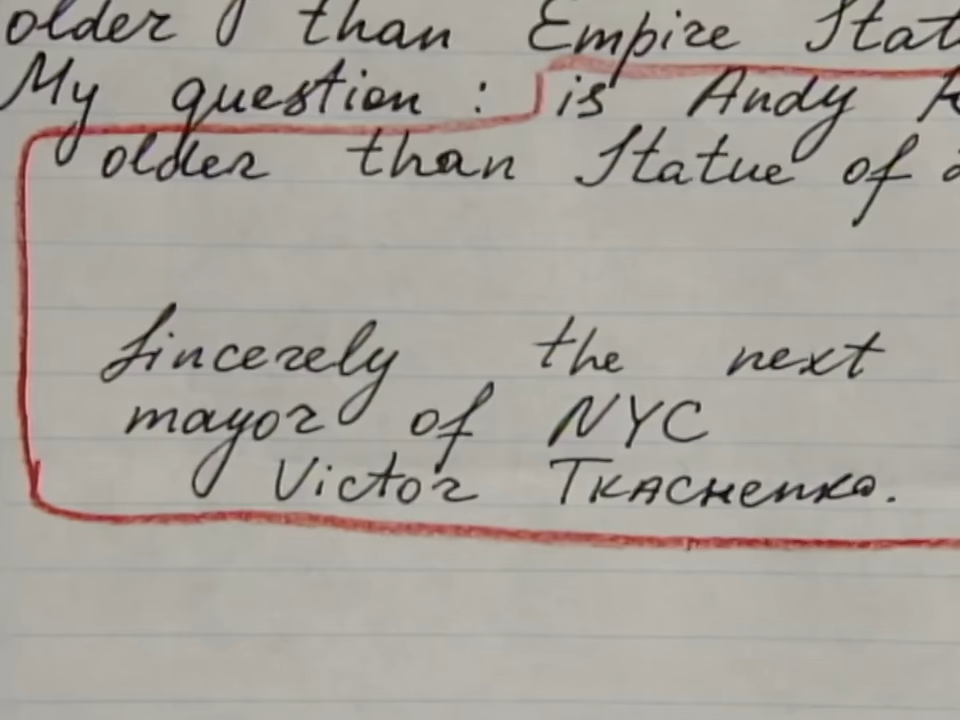 older than Empire Stat
My question : is Andy
older than Statue of
Sincerely the next
mayor of NYC
Victor Tkachenko.